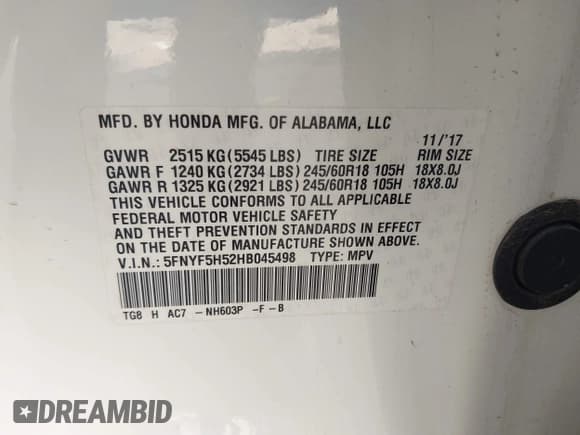 MFD. BY HONDA MFG. OF ALABAMA, LLC
11/'17
GVWR 2515 KG (5545 LBS) TIRE SIZE RIM SIZE
GAWR F 1240 KG (2734 LBS) 245/60R18 105H 18X8.0J
GAWR R 1325 KG (2921 LBS) 245/60R18 105H 18X8.0J
THIS VEHICLE CONFORMS TO ALL APPLICABLE
FEDERAL MOTOR VEHICLE SAFETY
AND THEFT PREVENTION STANDARDS IN EFFECT
ON THE DATE OF MANUFACTURE SHOWN ABOVE.
V.I.N.: 5FNYF5H52HB045498 TYPE: MPV
TG8 H AC7 -NH603P -F-B
DREAMBID